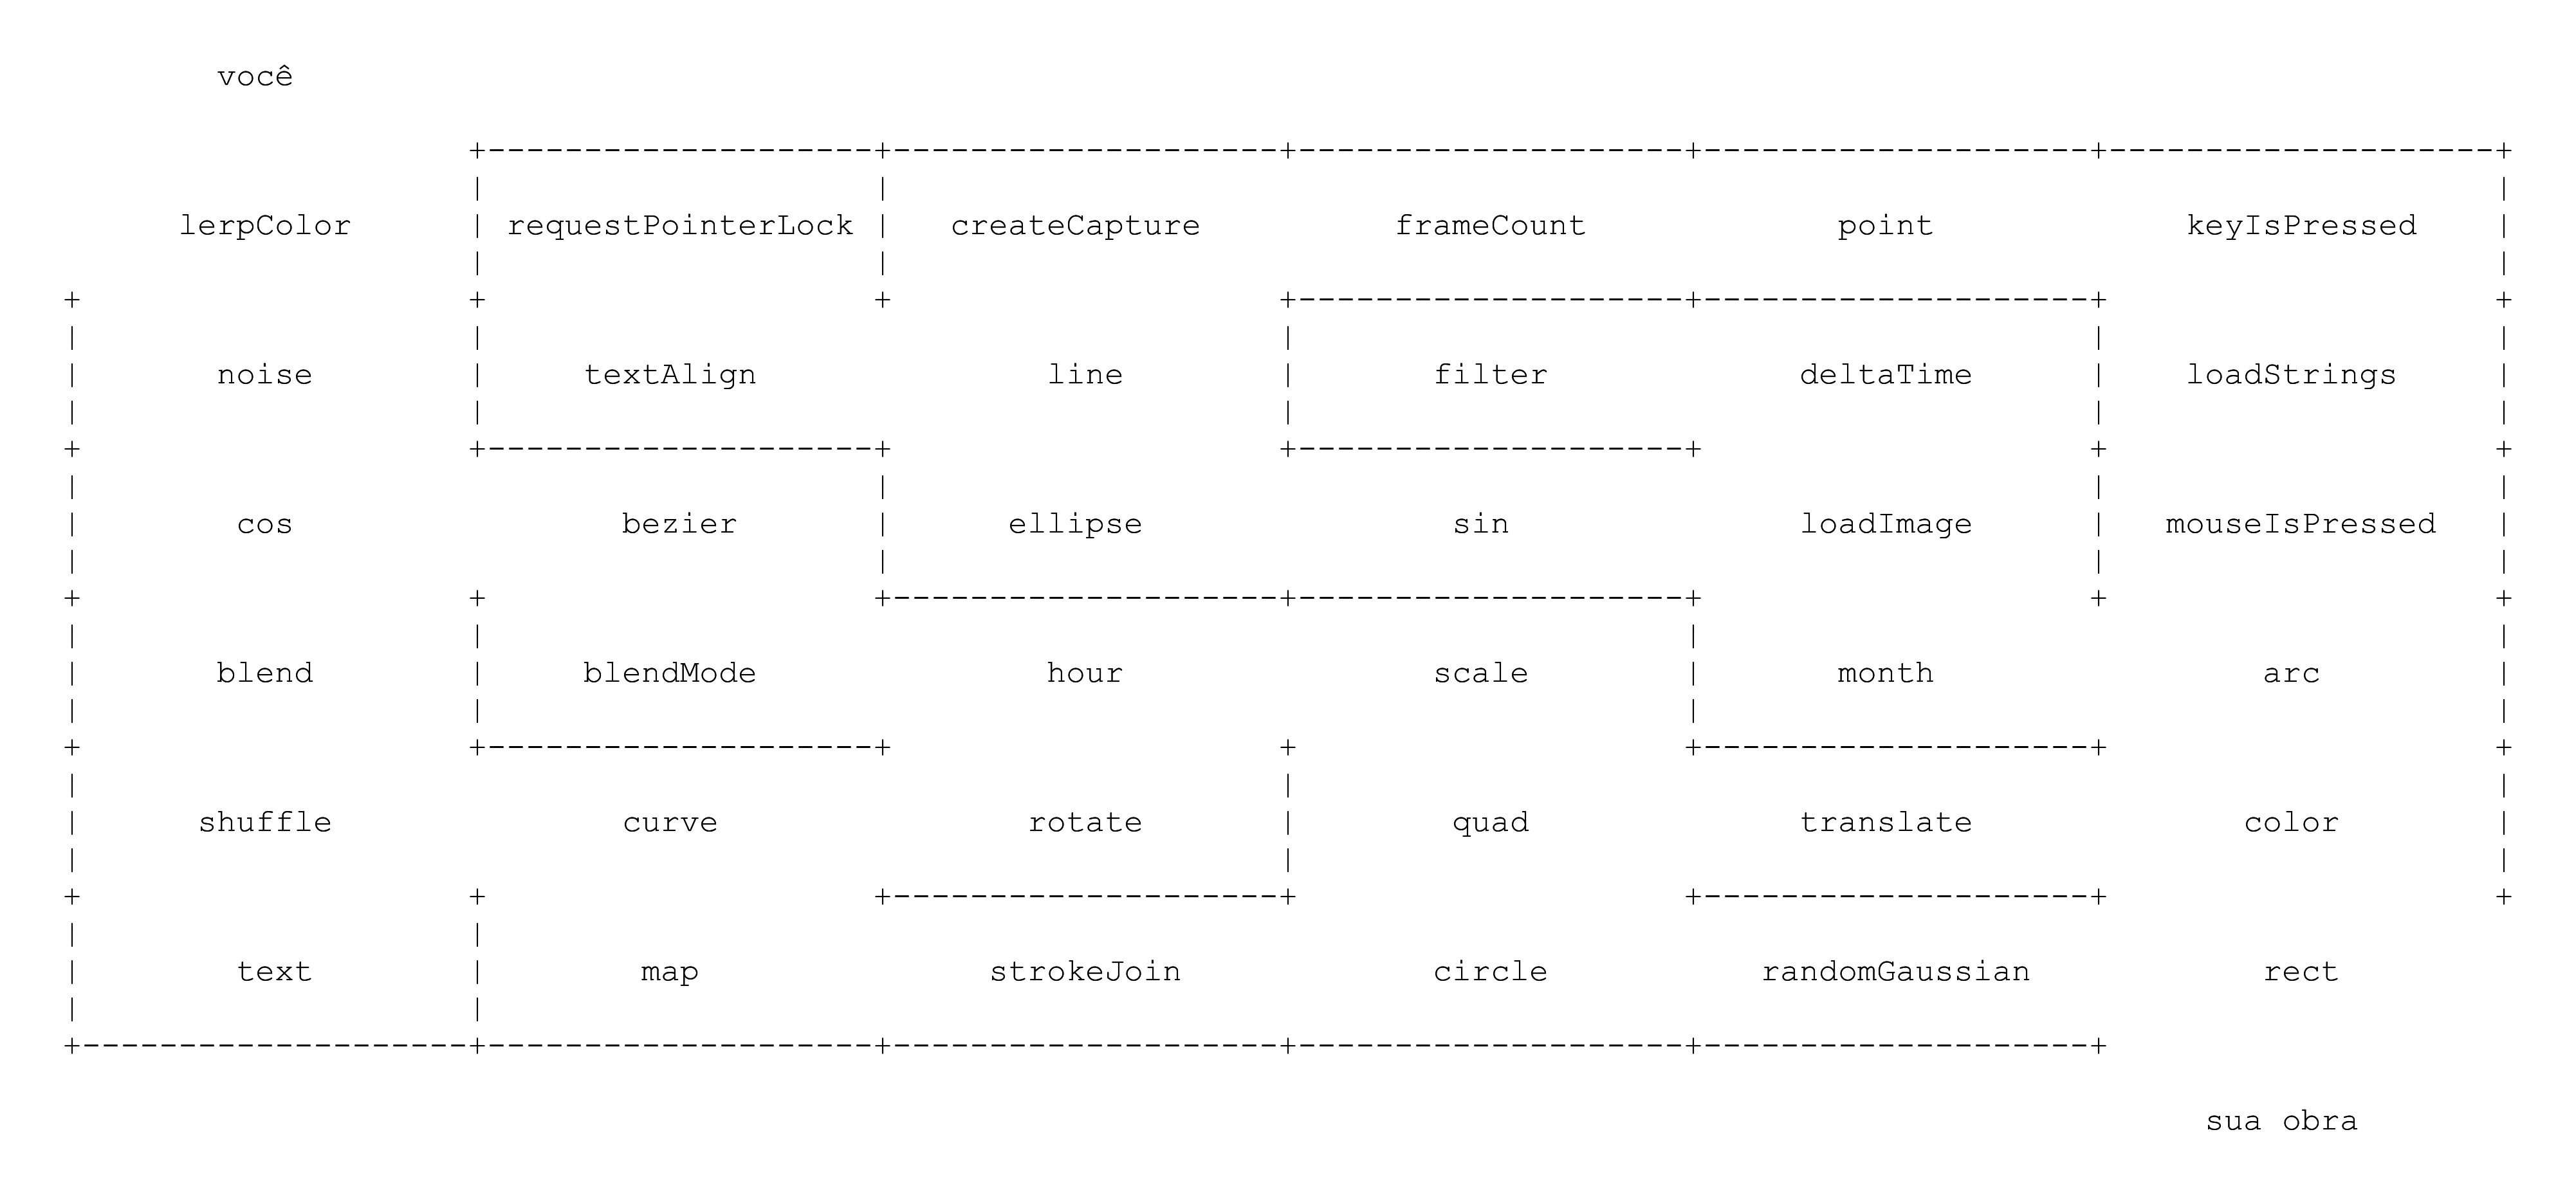 você
lerpColor requestPointerLock createCapture frameCount point keyIsPressed
noise textAlign line filter deltaTime loadStrings
cos bezier ellipse sin loadImage mouseIsPressed
blend blendMode hour scale month arc
shuffle curve rotate quad translate color
text map strokeJoin circle randomGaussian rect
sua obra